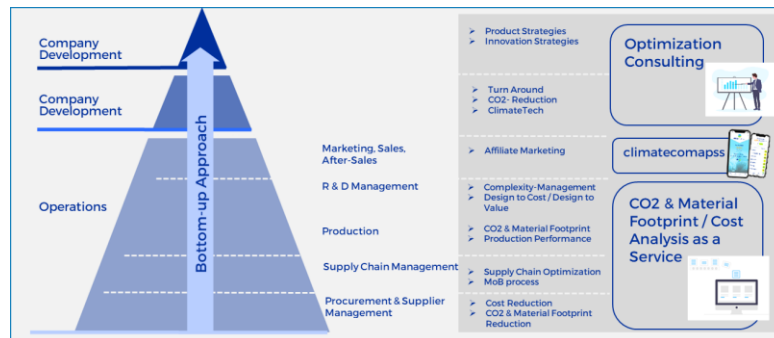 Company
Development
Company
Development
Operations
Bottom-up Approach
Marketing, Sales,
After-Sales
R & D Management
Production
Supply Chain Management
Procurement & Supplier
Management
Product Strategies
Innovation Strategies
Turn Around
CO2- Reduction
ClimateTech
Affiliate Marketing
Complexity-Management
Design to Cost / Design to
Value
CO2 & Material Footprint
Production Performance
Supply Chain Optimization
MoB process
Cost Reduction
CO2 & Material Footprint
Reduction
Optimization
Consulting
climatecomapss
CO2 & Material
Footprint / Cost
Analysis as a
Service